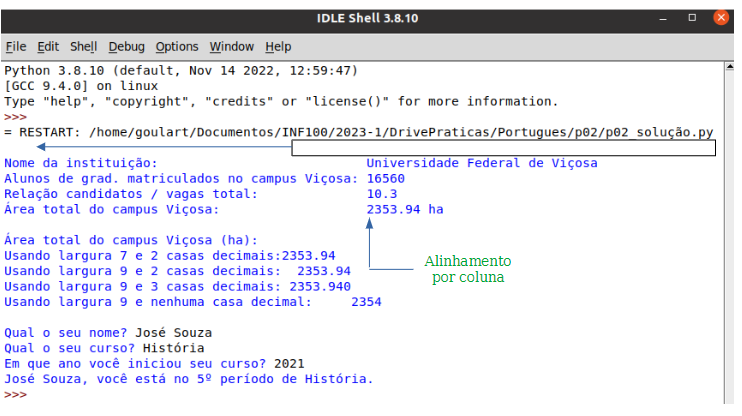 IDLE Shell 3.8.10
File Edit Shell Debug Options Window Help
Python 3.8.10 (default, Nov 14 2022, 12:59:47)
[GCC 9.4.0] on linux
Type "help", "copyright", "credits" or "license()" for more information.
>>>
= RESTART: /home/goulart/Documentos/INF100/2023-1/DrivePraticas/Portugues/p02/p02_solução.py
Nome da instituição: Universidade Federal de Viçosa
Alunos de grad. matriculados no campus Viçosa: 16560
Relação candidatos / vagas total: 10.3
Área total do campus Viçosa: 2353.94 ha
Área total do campus Viçosa (ha):
Usando largura 7 e 2 casas decimais:2353.94
Usando largura 9 e 2 casas decimais:  2353.94
Usando largura 9 e 3 casas decimais: 2353.940
Usando largura 9 e nenhuma casa decimal:     2354
Alinhamento
por coluna
Qual o seu nome? José Souza
Qual o seu curso? História
Em que ano você iniciou seu curso? 2021
José Souza, você está no 5º período de História.
>>>